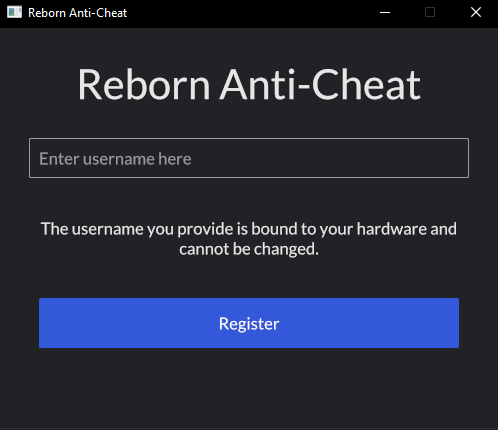 Reborn Anti-Cheat
Reborn Anti-Cheat
Enter username here
The username you provide is bound to your hardware and
cannot be changed.
Register